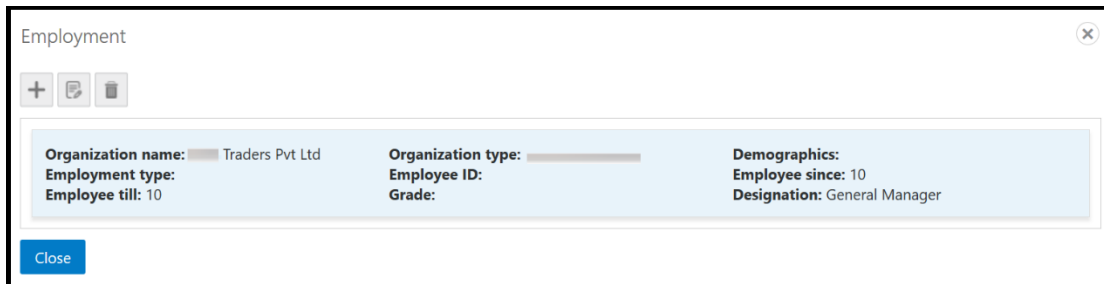 Employment
Organization name: Traders Pvt Ltd Organization type: Demographics:
Employment type: Employee ID: Employee since: 10
Employee till: 10 Grade: Designation: General Manager
Close